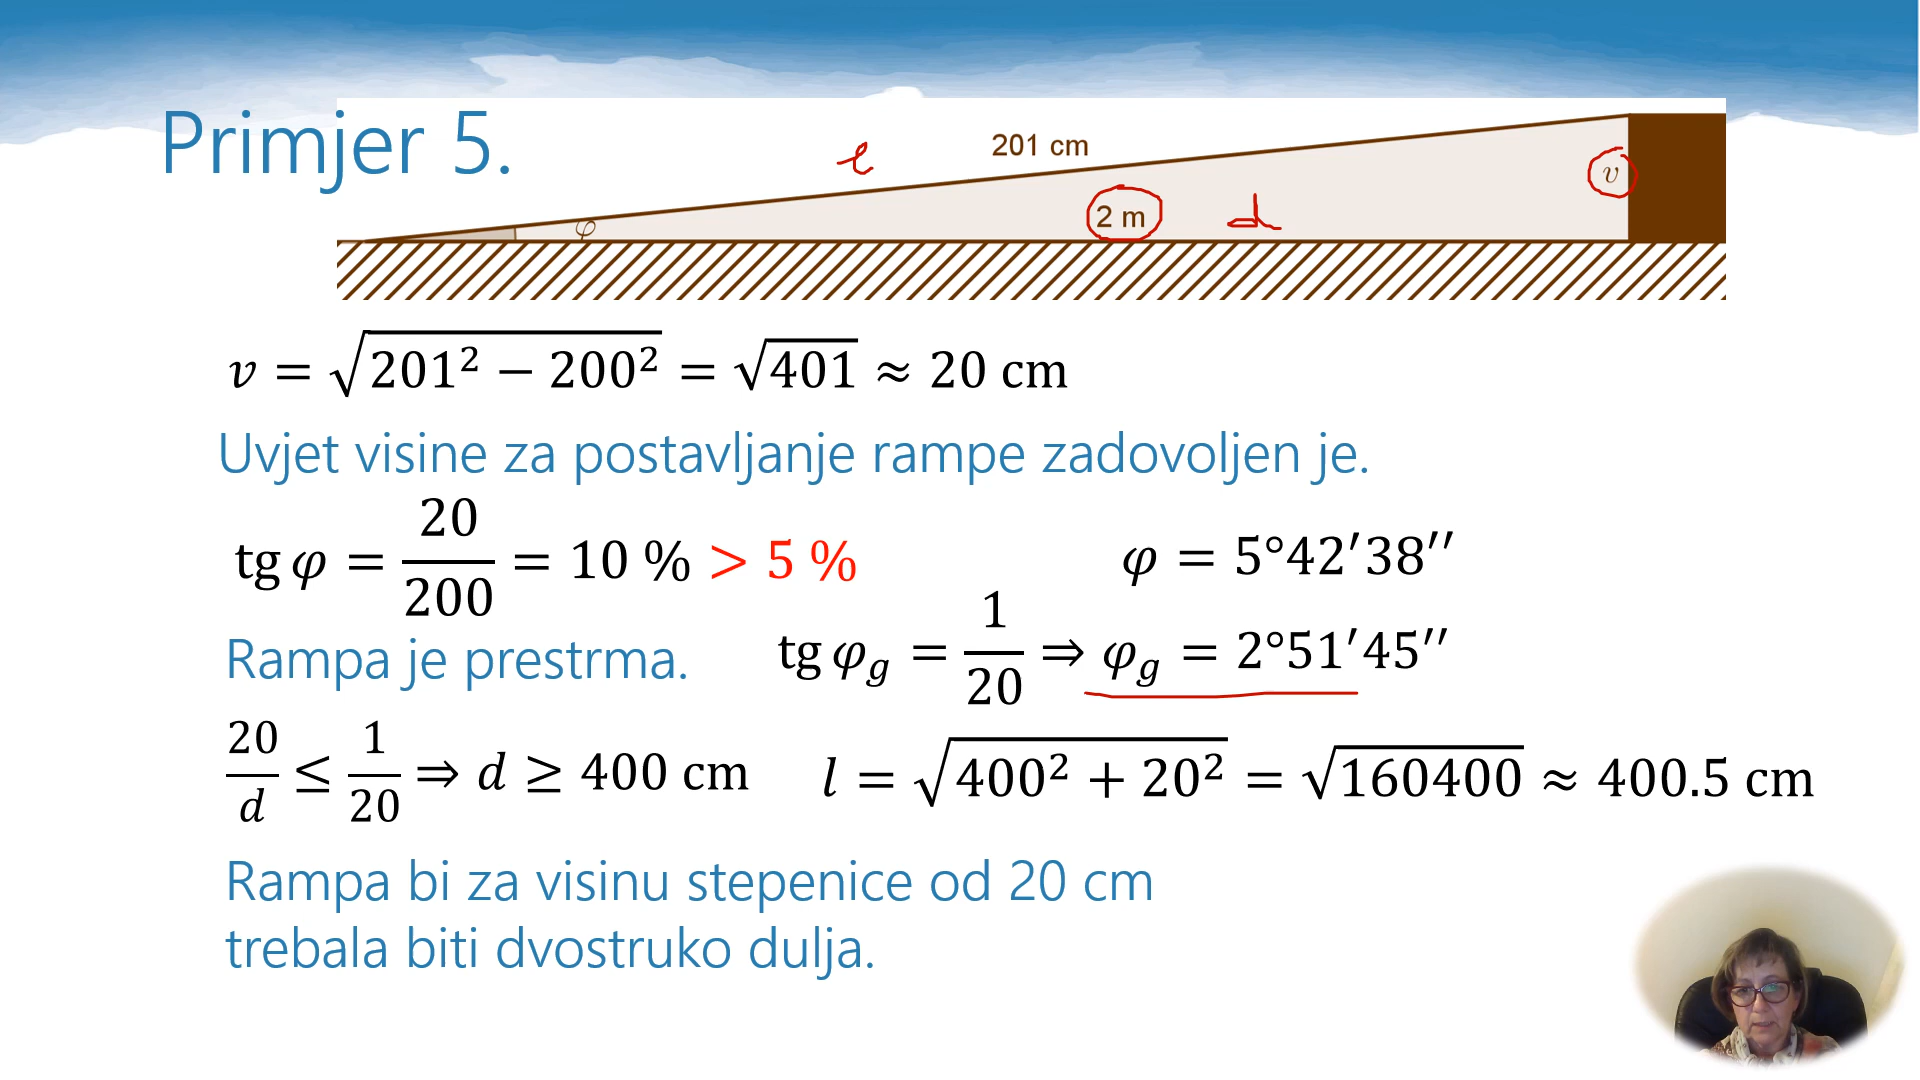 Primjer 5.
201 cm
l
v
2 m
d
φ
v = √(201² − 200²) = √401 ≈ 20 cm
Uvjet visine za postavljanje rampe zadovoljen je.
tg φ = 20/200 = 10 % > 5 %
φ = 5°42′38′′
Rampa je prestrma.
tg φ_g = 1/20 ⇒ φ_g = 2°51′45′′
20/d ≤ 1/20 ⇒ d ≥ 400 cm
l = √(400² + 20²) = √160400 ≈ 400.5 cm
Rampa bi za visinu stepenice od 20 cm
trebala biti dvostruko dulja.